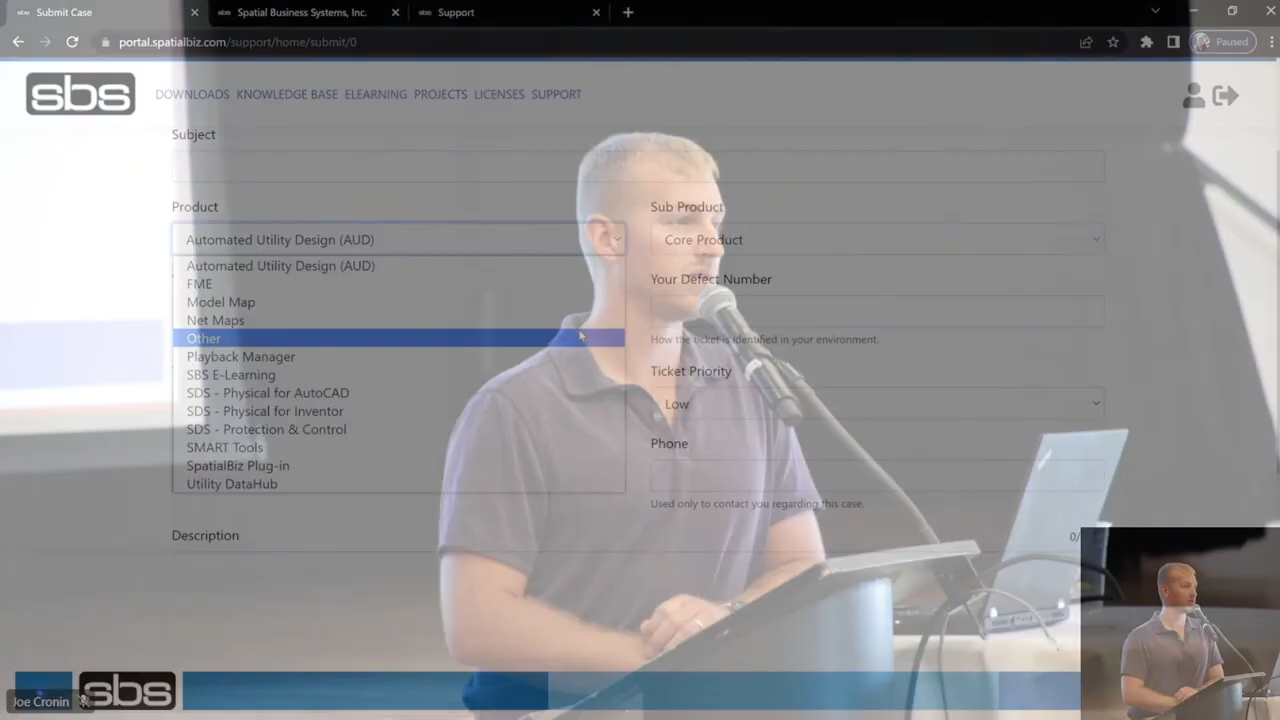 Submit Case
Spatial Business Systems, Inc.
Support
portal.spatialbiz.com/support/home/submit/0
Paused
sbs
DOWNLOADS KNOWLEDGE BASE ELEARNING PROJECTS LICENSES SUPPORT
Subject
Product
Sub Product
Automated Utility Design (AUD)
Core Product
Automated Utility Design (AUD)
FME
Model Map
Net Maps
Other
Playback Manager
SBS E-Learning
SDS - Physical for AutoCAD
SDS - Physical for Inventor
SDS - Protection & Control
SMART Tools
SpatialBiz Plug-in
Utility DataHub
Your Defect Number
How the ticket is identified in your environment.
Ticket Priority
Low
Phone
Used only to contact you regarding this case.
Description
0/
Joe Cronin
sbs